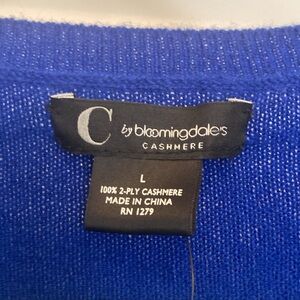 C by bloomingdale's
CASHMERE
L
100% 2-PLY CASHMERE
MADE IN CHINA
RN 1279